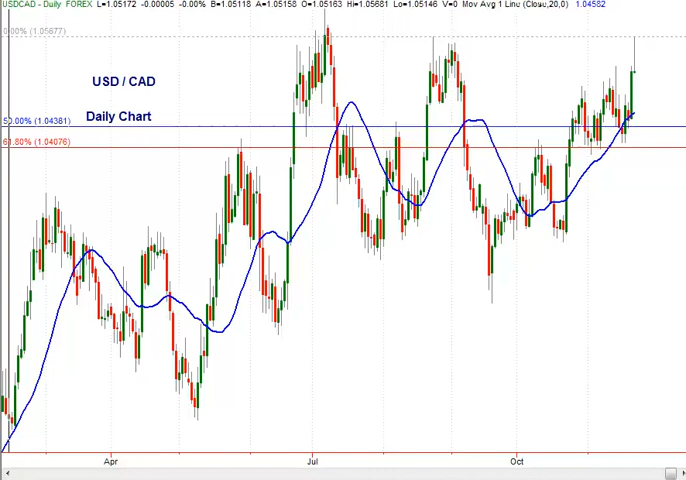 USDCAD - Daily FOREX L=1.05172 -0.00005 -0.00% B=1.05118 A=1.05158 O=1.05163 Hi=1.05681 Lo=1.05146 V=0 Mov Avg 1 Line (Close,20,0) 1.04582
0.00% (1.05677)
USD / CAD
Daily Chart
50.00% (1.04381)
61.80% (1.04076)
Apr Jul Oct